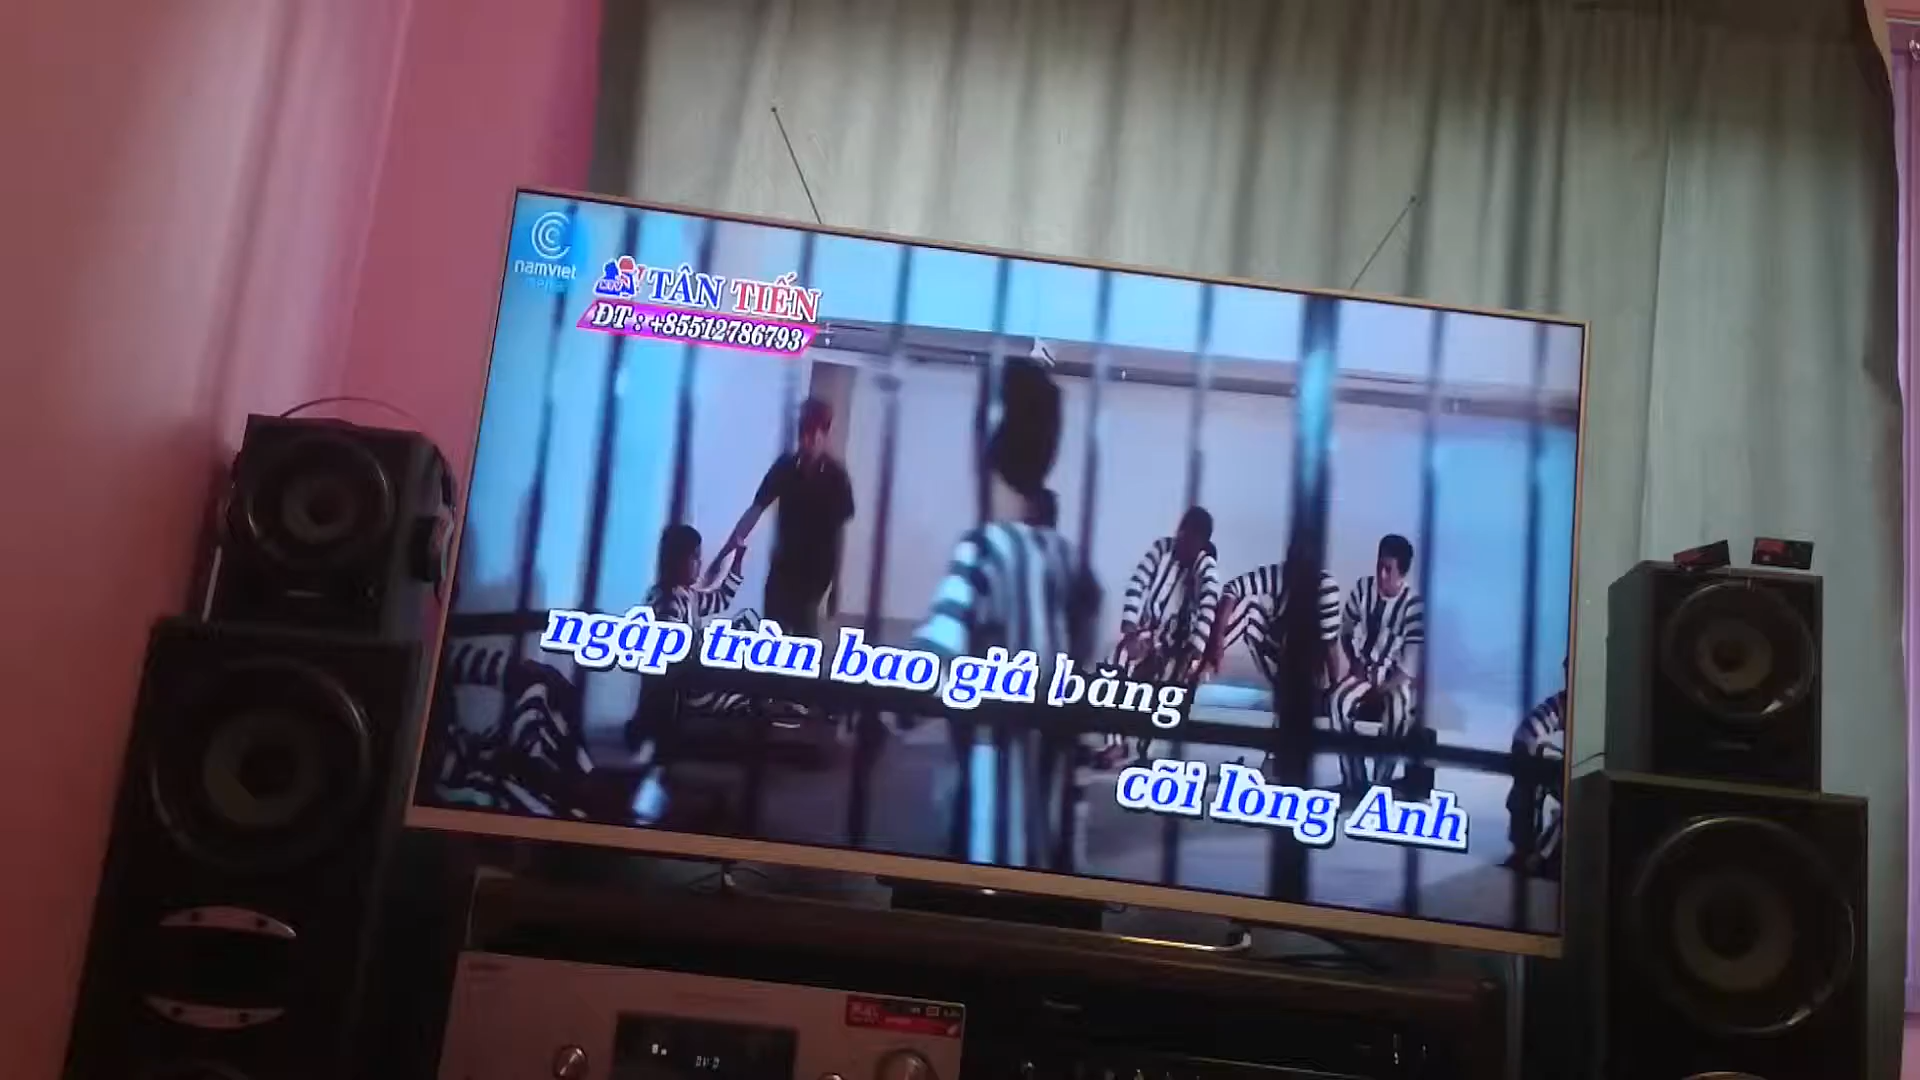 namviet
TÂN TIẾN
ĐT : +85512786793
ngập tràn bao giá băng
cõi lòng Anh